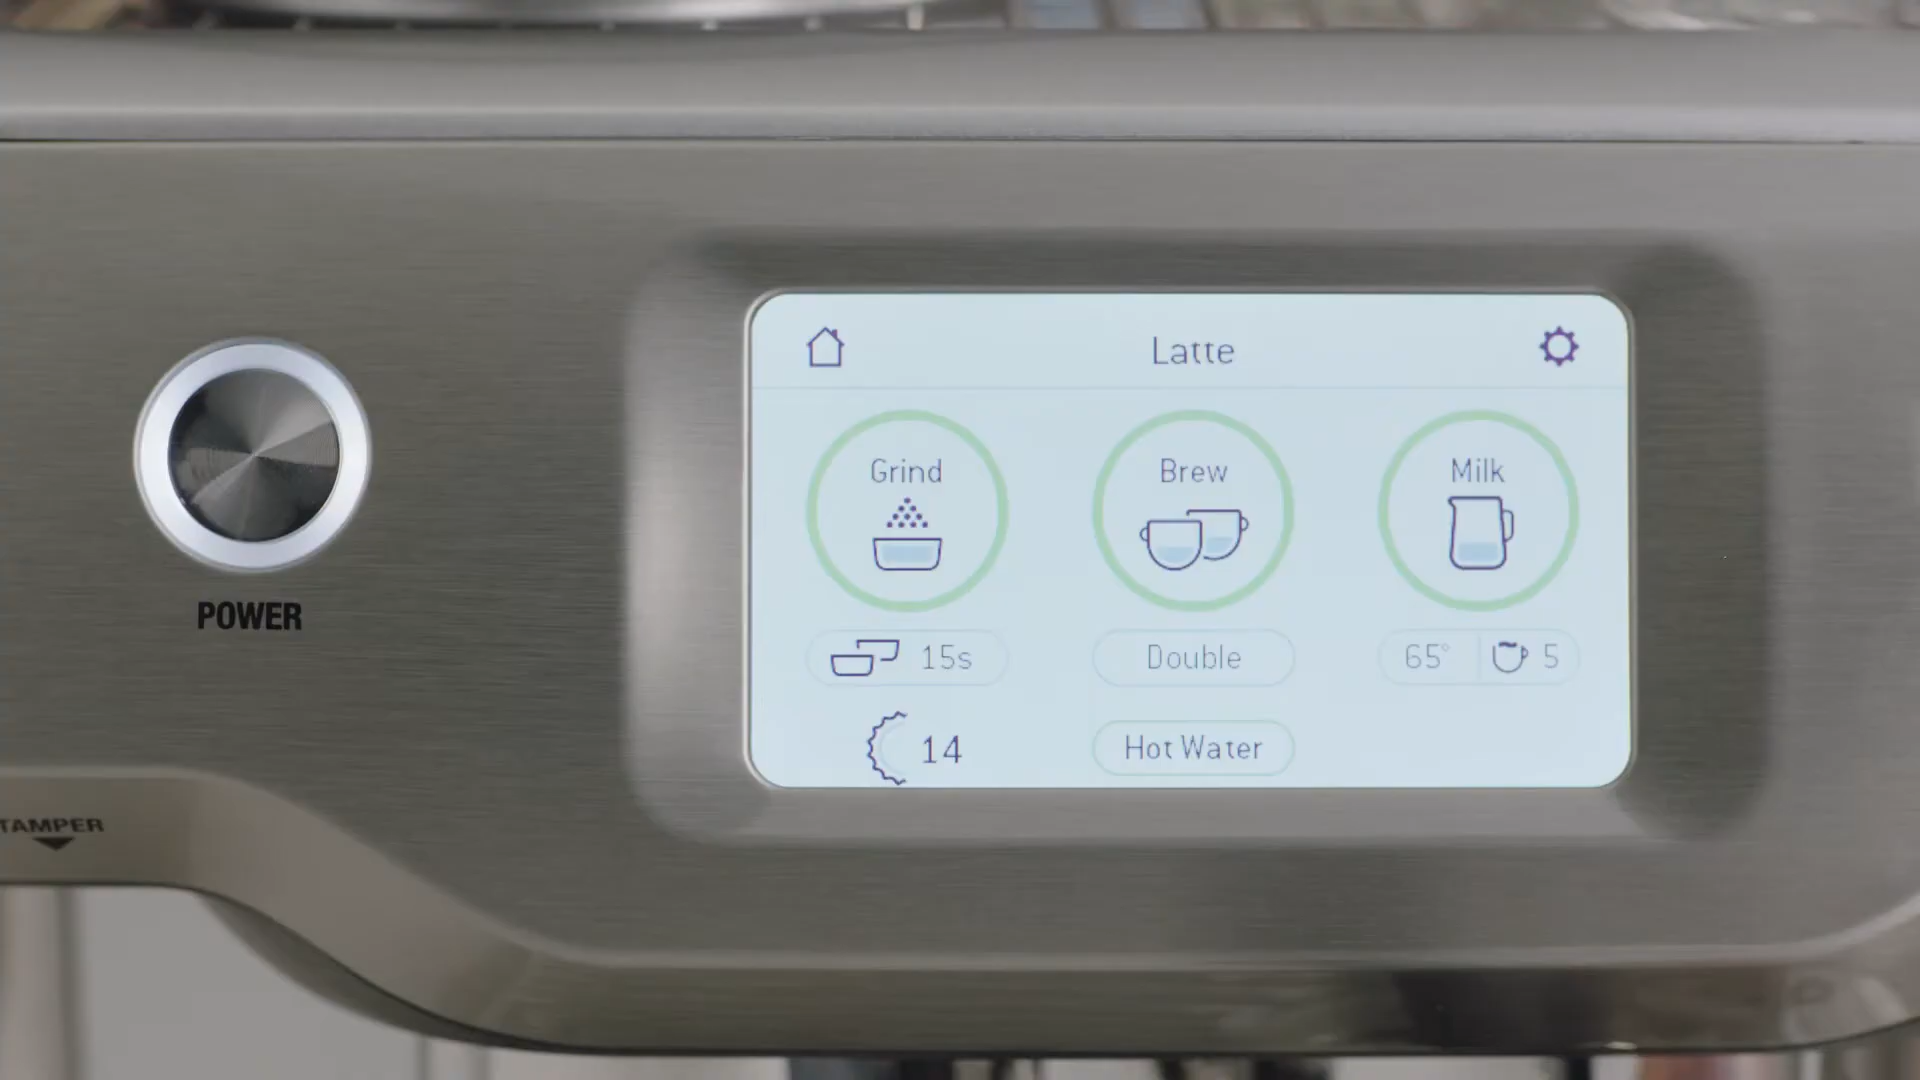 Latte
Grind
Brew
Milk
POWER
15s
Double
65°
5
14
Hot Water
TAMPER